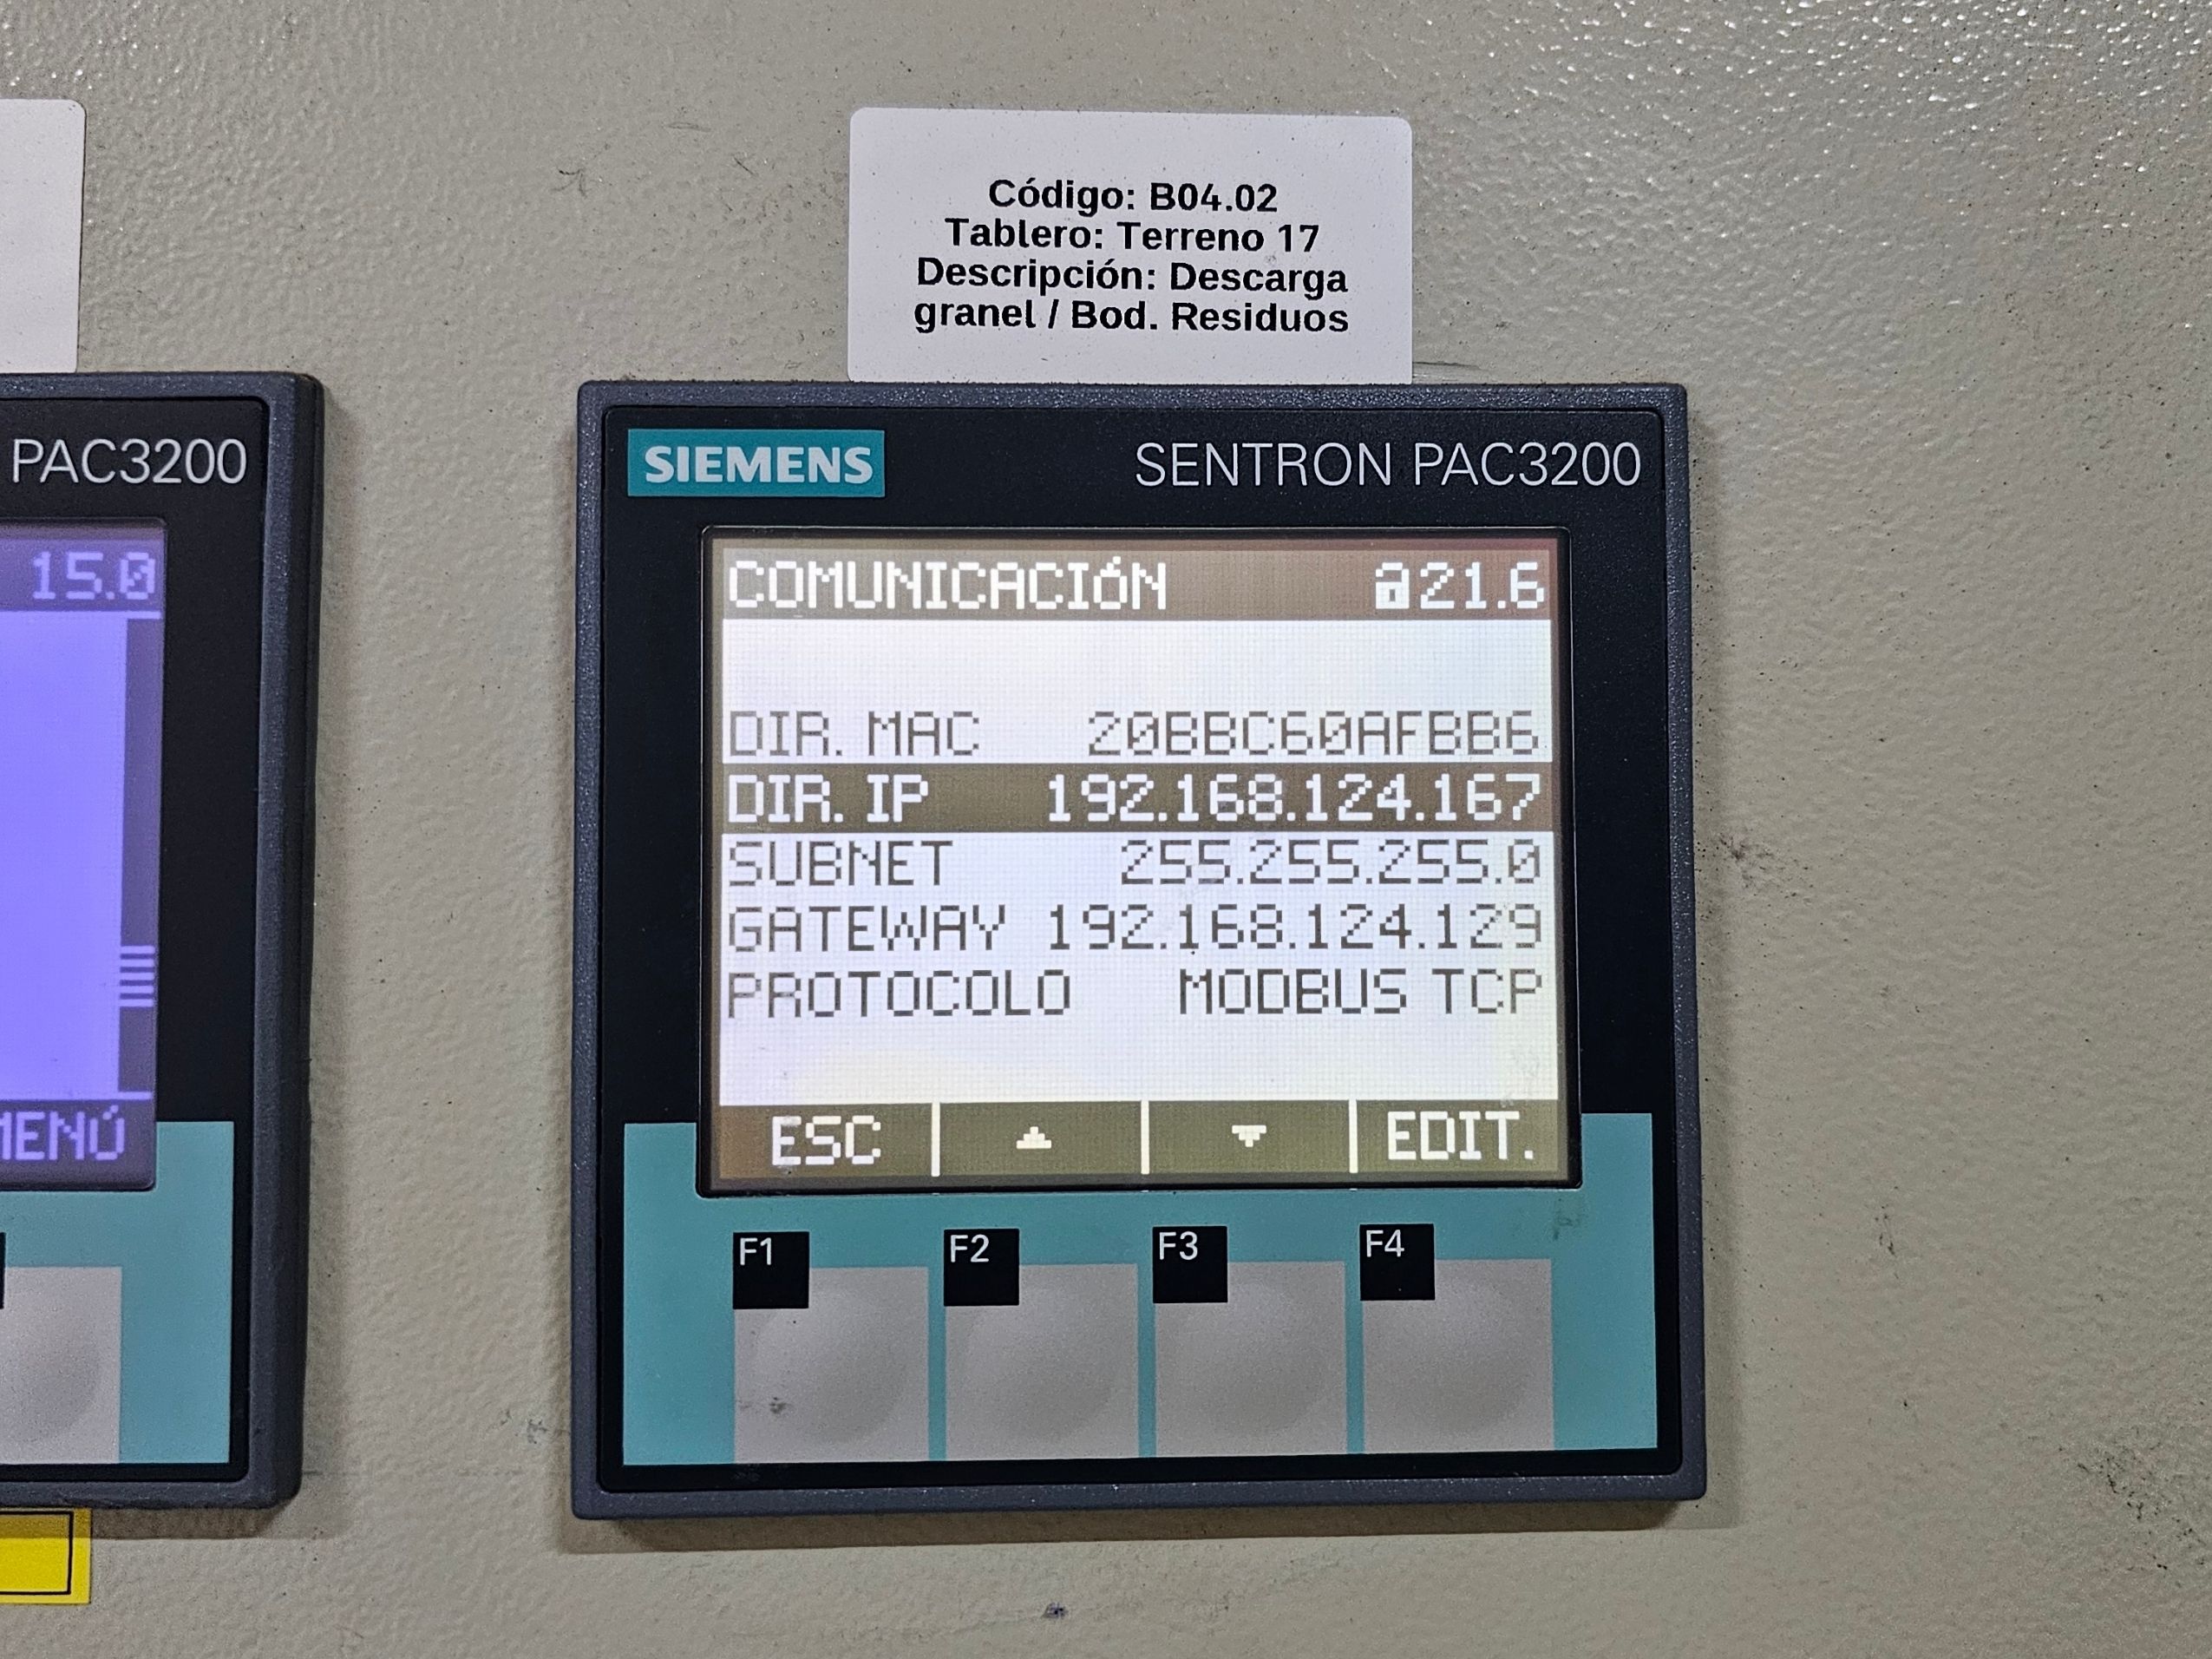 Código: B04.02
Tablero: Terreno 17
Descripción: Descarga
granel / Bod. Residuos
PAC3200
15.0
MENÚ
SIEMENS SENTRON PAC3200
COMUNICACIÓN 21.6
DIR. MAC 20BBC60AFBB6
DIR. IP 192.168.124.167
SUBNET 255.255.255.0
GATEWAY 192.168.124.129
PROTOCOLO MODBUS TCP
ESC EDIT.
F1 F2 F3 F4